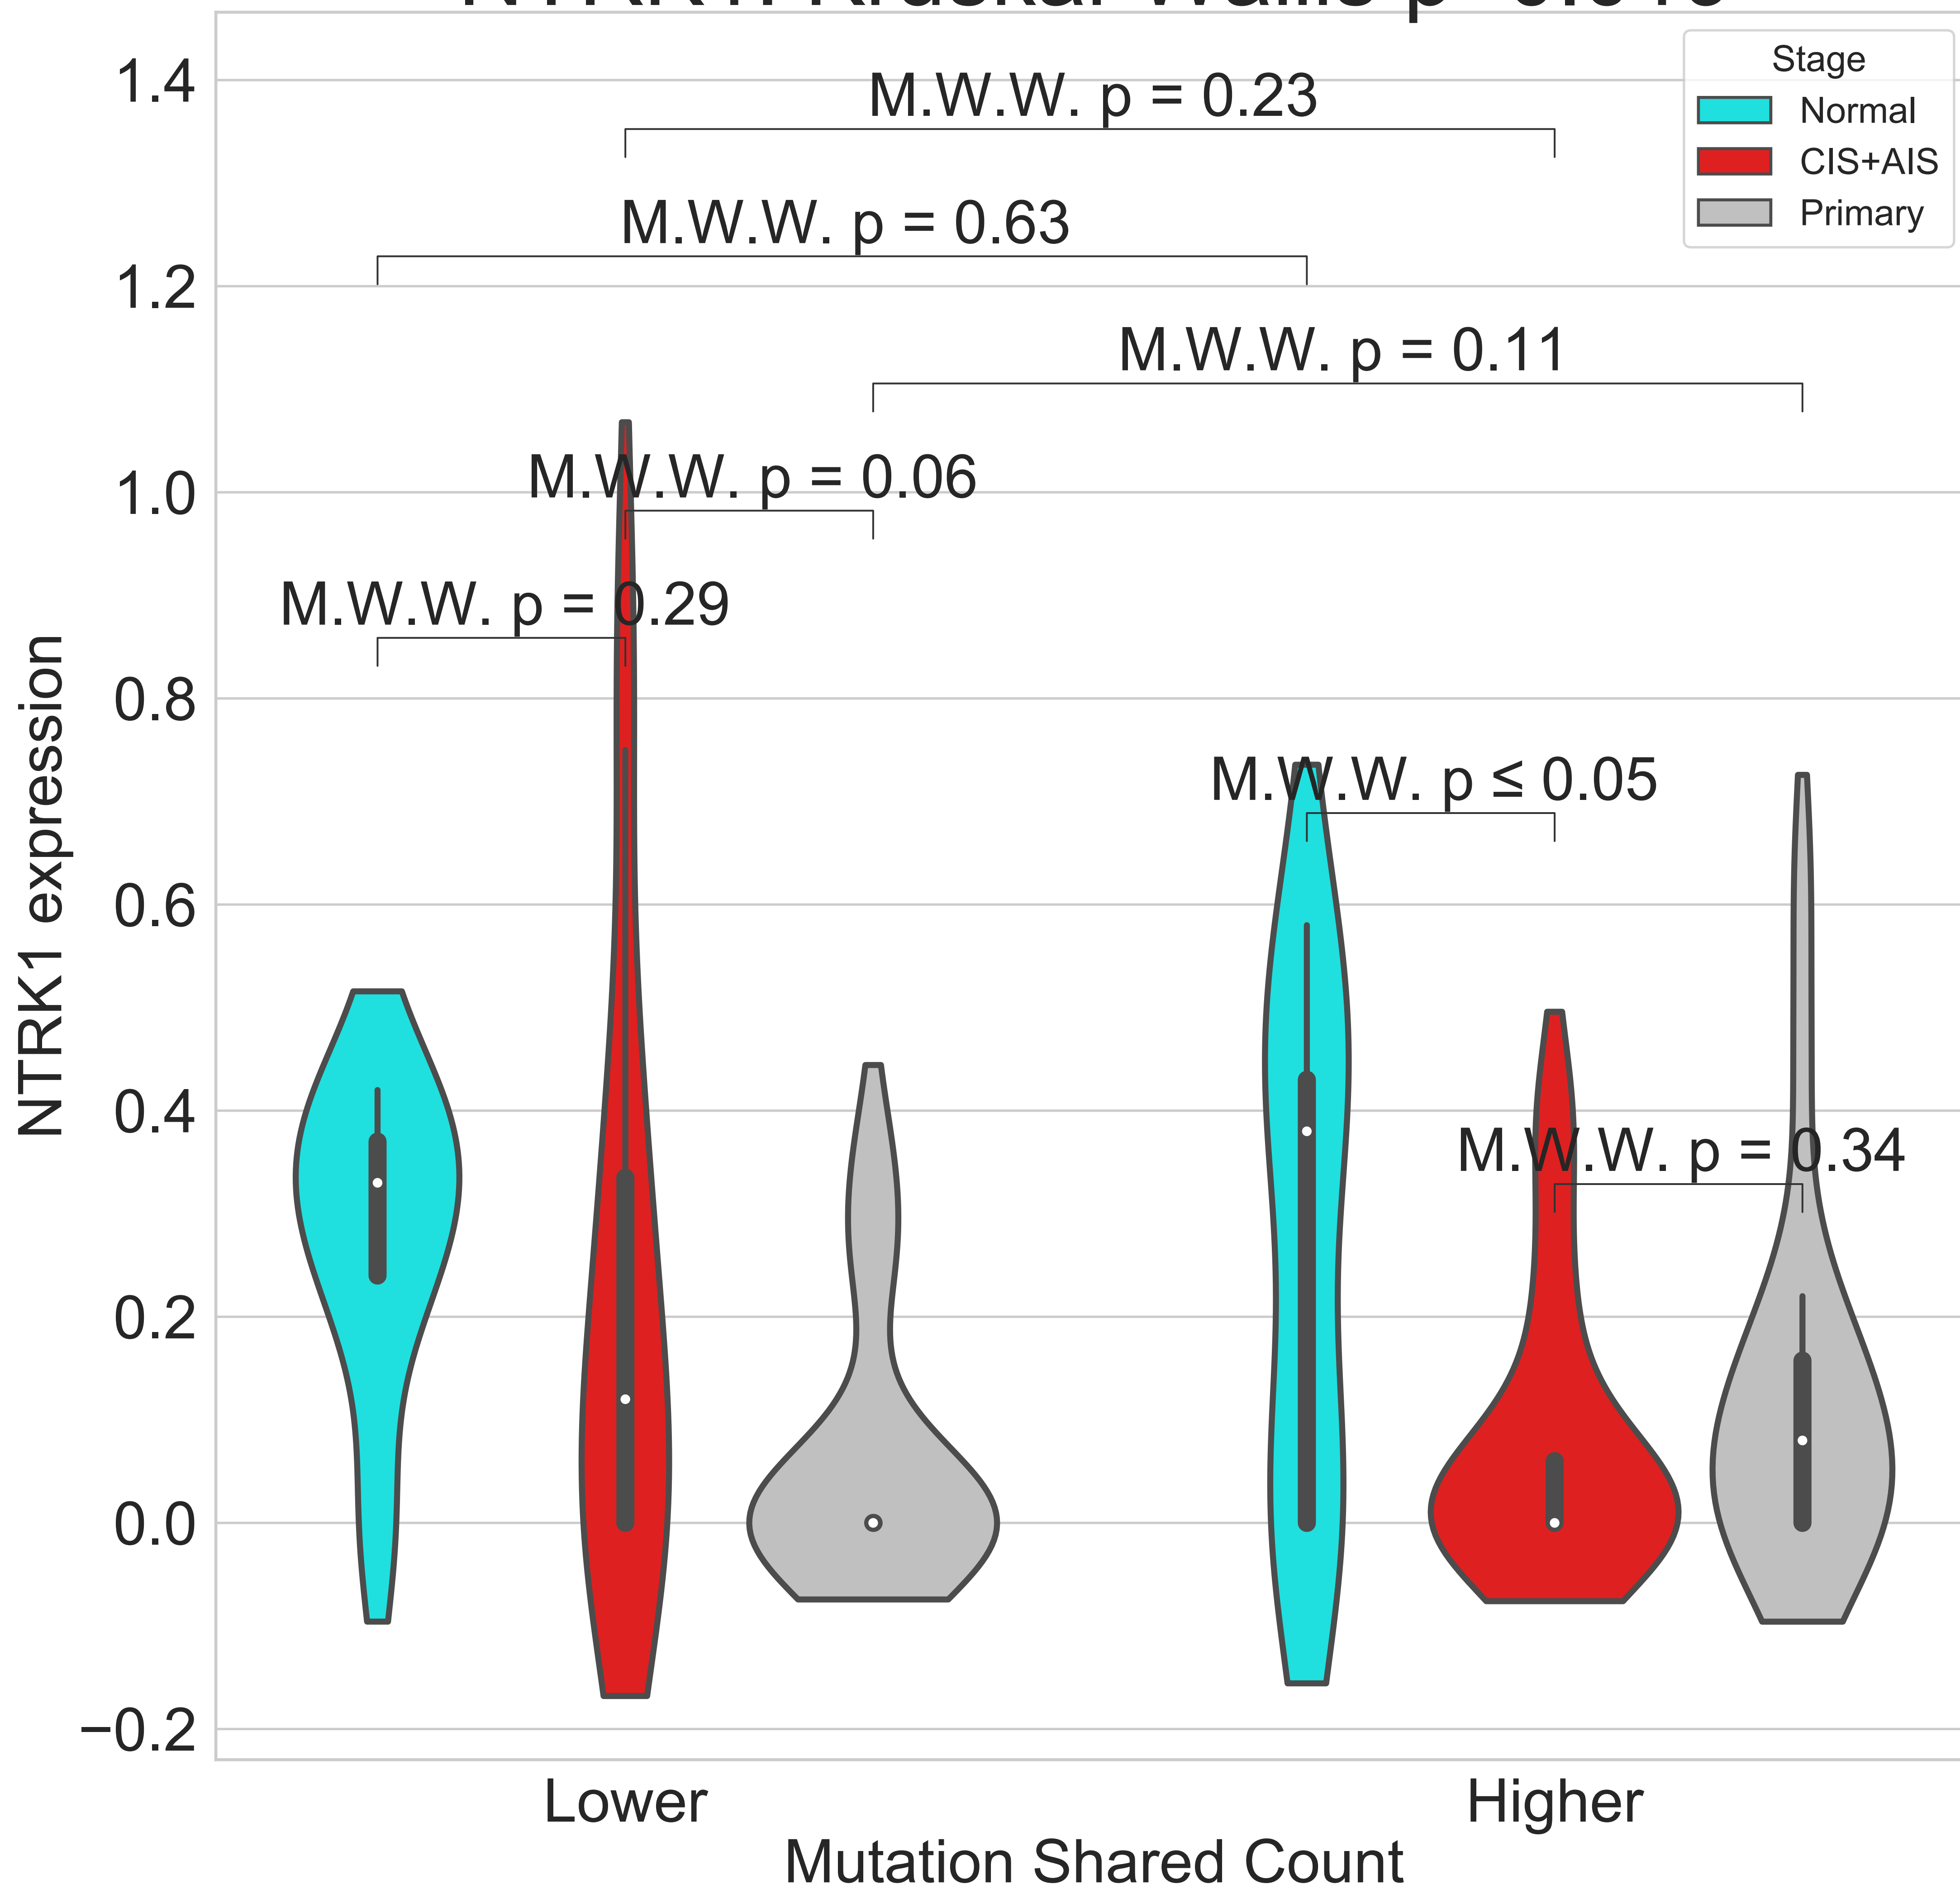 M.W.W. p = 0.23
M.W.W. p = 0.63
M.W.W. p = 0.11
M.W.W. p = 0.06
M.W.W. p = 0.29
M.W.W. p ≤ 0.05
M.W.W. p = 0.34
Stage
Normal
CIS+AIS
Primary
NTRK1 expression
1.4
1.2
1.0
0.8
0.6
0.4
0.2
0.0
−0.2
Lower
Higher
Mutation Shared Count